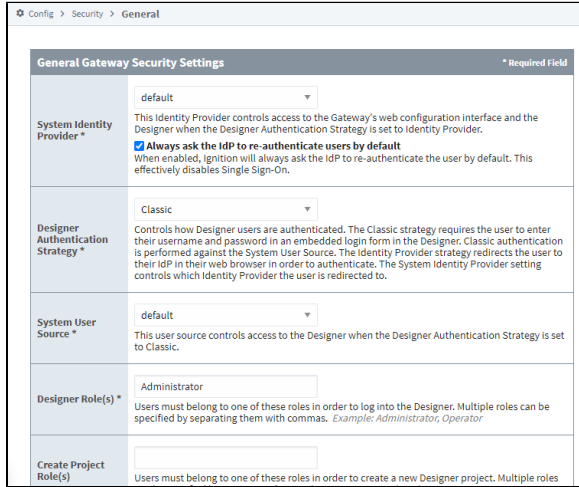 Config > Security > General
General Gateway Security Settings * Required Field
System Identity
Provider *
default
This Identity Provider controls access to the Gateway's web configuration interface and the
Designer when the Designer Authentication Strategy is set to Identity Provider.
Always ask the IdP to re-authenticate users by default
When enabled, Ignition will always ask the IdP to re-authenticate the user by default. This
effectively disables Single Sign-On.
Designer
Authentication
Strategy *
Classic
Controls how Designer users are authenticated. The Classic strategy requires the user to enter
their username and password in an embedded login form in the Designer. Classic authentication
is performed against the System User Source. The Identity Provider strategy redirects the user to
their IdP in their web browser in order to authenticate. The System Identity Provider setting
controls which Identity Provider the user is redirected to.
System User
Source *
default
This user source controls access to the Designer when the Designer Authentication Strategy is set
to Classic.
Designer Role(s) *
Administrator
Users must belong to one of these roles in order to log into the Designer. Multiple roles can be
specified by separating them with commas. Example: Administrator, Operator
Create Project
Role(s)
Users must belong to one of these roles in order to create a new Designer project. Multiple roles